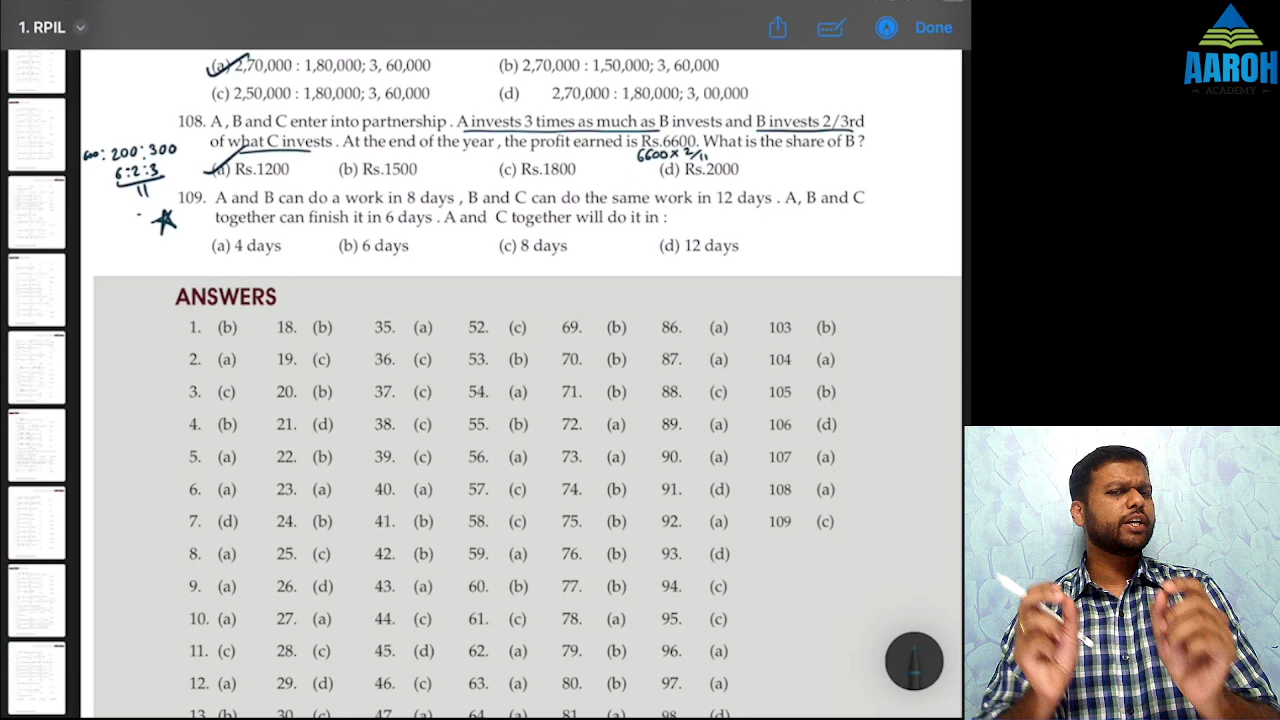 1. RPIL
Done
AAROH
ACADEMY
(a) 2,70,000 : 1,80,000; 3, 60,000 (b) 2,70,000 : 1,50,000; 3, 60,000
(c) 2,50,000 : 1,80,000; 3, 60,000 (d) 2,70,000 : 1,80,000; 3, 00,000
108. A , B and C enter into partnership . A invests 3 times as much as B invests and B invests 2/3rd
of what C invests . At the end of the year , the profit earned is Rs.6600. What is the share of B ?
600 : 200 : 300
6600 × 2/11
6 : 2 : 3
11
(a) Rs.1200 (b) Rs.1500 (c) Rs.1800 (d) Rs.2000
109. A and B can do a work in 8 days , B and C can do the same work in 12 days . A, B and C
together can finish it in 6 days . A and C together will do it in :
(a) 4 days (b) 6 days (c) 8 days (d) 12 days
ANSWERS
1. (b) 18. (b) 35. (a) 52. (c) 69. (b) 86. (a) 103 (b)
2. (a) 19. (c) 36. (c) 53. (b) 70. (b) 87. (a) 104 (a)
3. (c) 20. (b) 37. (c) 54. (a) 71. (b) 88. (c) 105 (b)
4. (b) 21. (d) 38. (c) 55. (b) 72. (a) 89. (a) 106 (d)
5. (a) 22. (b) 39. (c) 56. (a) 73. (a) 90. (a) 107 (a)
6. (a) 23. (a) 40. (a) 57. (c) 74. (b) 91. (a) 108 (a)
7. (d) 24. (b) 41. (b) 58. (c) 75. (b) 92. (a) 109 (c)
8. (a) 25. (c) 42. (b) 59. (a) 76. (b) 93. (d)
9. (a) 26. (d) 43. (a) 60. (b) 77. (b) 94. (c)
10. (a) 27. (a) 44. (c) 61. (c) 78. (a) 95. (c)
11. (c) 28. (c) 45. (d) 62. (a) 79. (b) 96. (a)
12. (a) 29. (d) 46. (c) 63. (a) 80. (b) 97. (a)
13. (b) 30. (c) 47. (a) 64. (a) 81. (b) 98. (d)